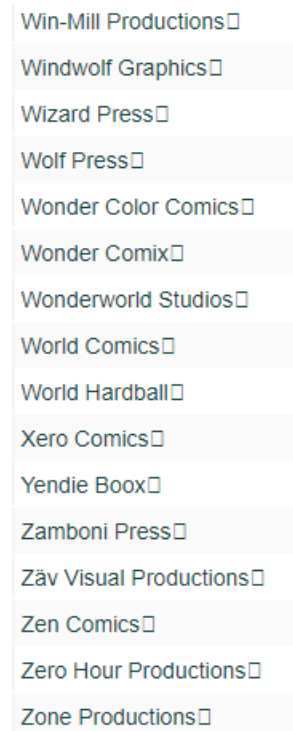 Win-Mill Productions
Windwolf Graphics
Wizard Press
Wolf Press
Wonder Color Comics
Wonder Comix
Wonderworld Studios
World Comics
World Hardball
Xero Comics
Yendie Boox
Zamboni Press
Zäv Visual Productions
Zen Comics
Zero Hour Productions
Zone Productions